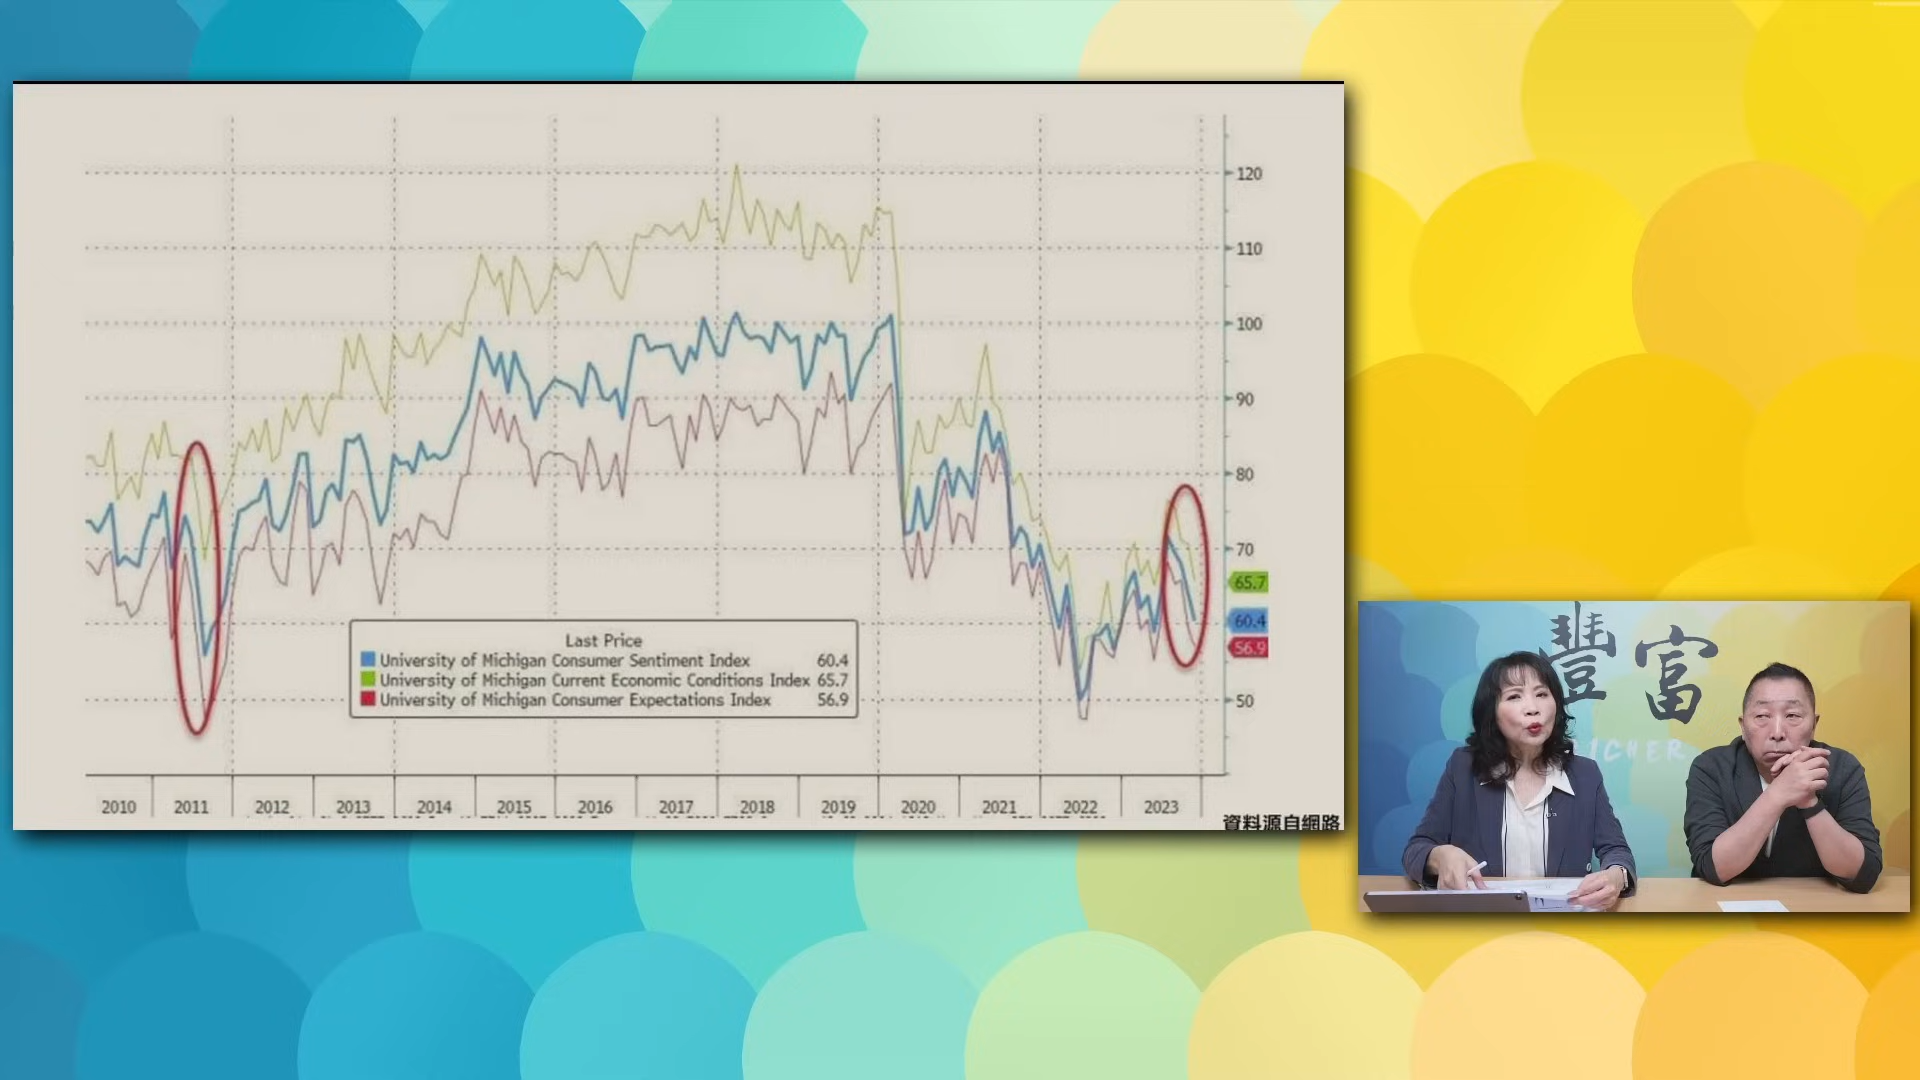 120
110
100
90
80
70
65.7
60.4
56.9
50
Last Price
University of Michigan Consumer Sentiment Index 60.4
University of Michigan Current Economic Conditions Index 65.7
University of Michigan Consumer Expectations Index 56.9
2010 2011 2012 2013 2014 2015 2016 2017 2018 2019 2020 2021 2022 2023
資料源自網路
豐富
RICHER